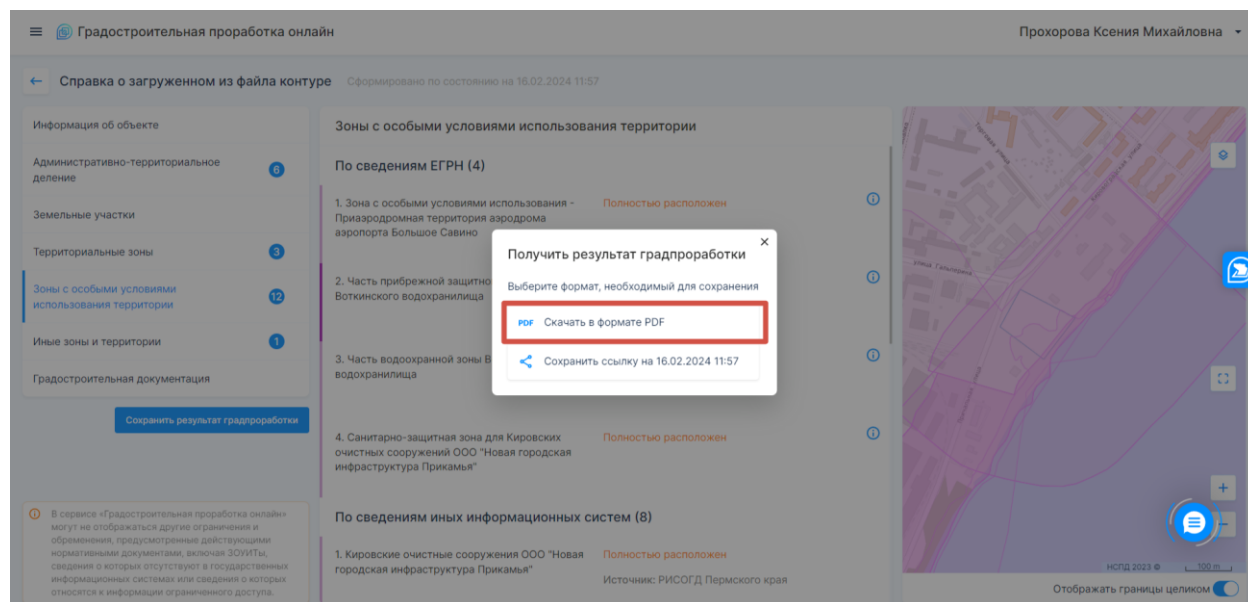 Градостроительная проработка онлайн
Прохорова Ксения Михайловна
Справка о загруженном из файла контуре
Сформировано по состоянию на 16.02.2024 11:57
Информация об объекте
Административно-территориальное
деление
6
Земельные участки
Территориальные зоны
3
Зоны с особыми условиями
использования территории
12
Иные зоны и территории
1
Градостроительная документация
Сохранить результат градпроработки
В сервисе «Градостроительная проработка онлайн»
могут не отображаться другие ограничения и
обременения, предусмотренные действующими
нормативными документами, включая ЗОУИТы,
сведения о которых отсутствуют в государственных
информационных системах или сведения о которых
относятся к информации ограниченного доступа.
Зоны с особыми условиями использования территории
По сведениям ЕГРН (4)
1. Зона с особыми условиями использования -
Приаэродромная территория аэродрома
аэропорта Большое Савино
Полностью расположен
2. Часть прибрежной защитно
Воткинского водохранилища
3. Часть водоохранной зоны В
водохранилища
4. Санитарно-защитная зона для Кировских
очистных сооружений ООО "Новая городская
инфраструктура Прикамья"
Полностью расположен
По сведениям иных информационных систем (8)
1. Кировские очистные сооружения ООО "Новая
городская инфраструктура Прикамья"
Полностью расположен
Источник: РИСОГД Пермского края
Получить результат градпроработки
Выберите формат, необходимый для сохранения
PDF Скачать в формате PDF
Сохранить ссылку на 16.02.2024 11:57
Торговая улица
улица Гальперина
НСПД 2023 ©
100 m
Отображать границы целиком